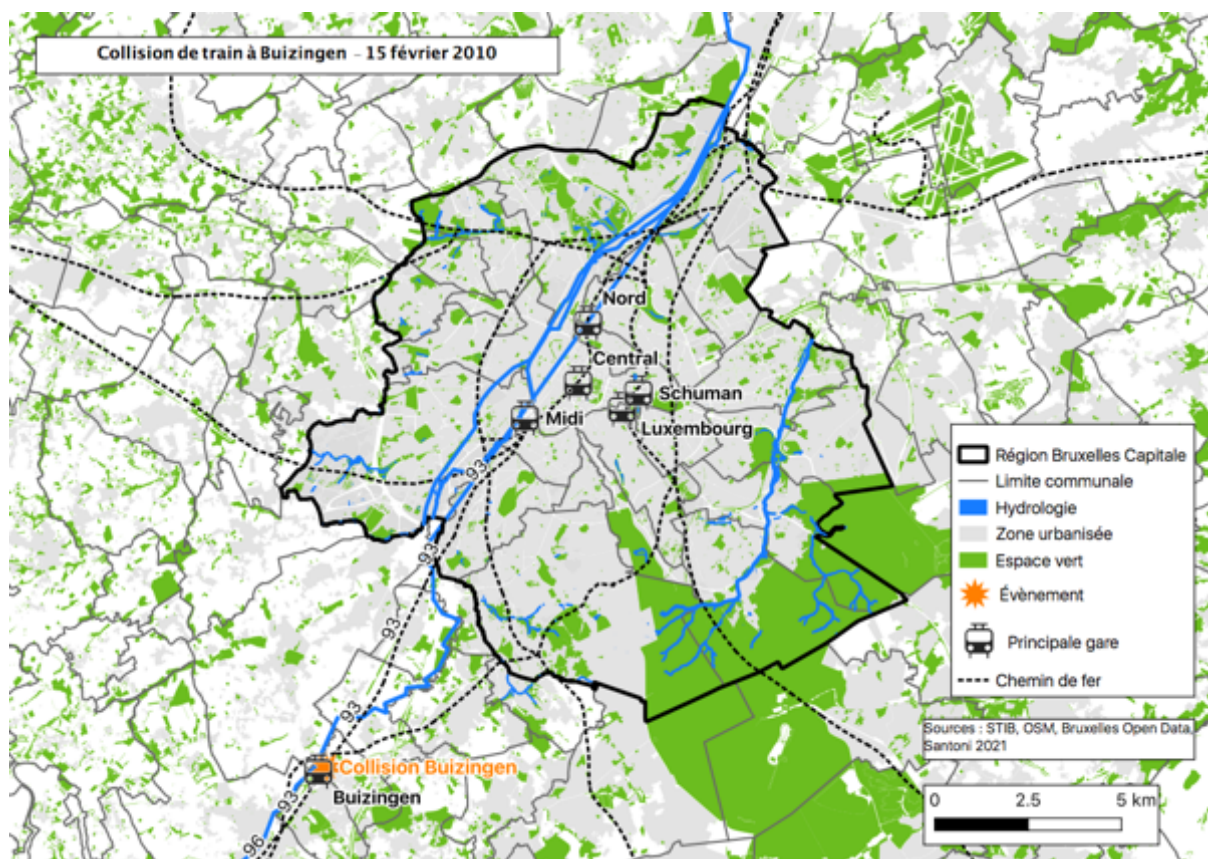 Collision de train à Buizingen – 15 février 2010
Nord
Central
Schuman
Midi
Luxembourg
93
93
93
93
Collision Buizingen
Buizingen
93
96
Région Bruxelles Capitale
Limite communale
Hydrologie
Zone urbanisée
Espace vert
Évènement
Principale gare
Chemin de fer
Sources : STIB, OSM, Bruxelles Open Data,
Santoni 2021
0 2.5 5 km